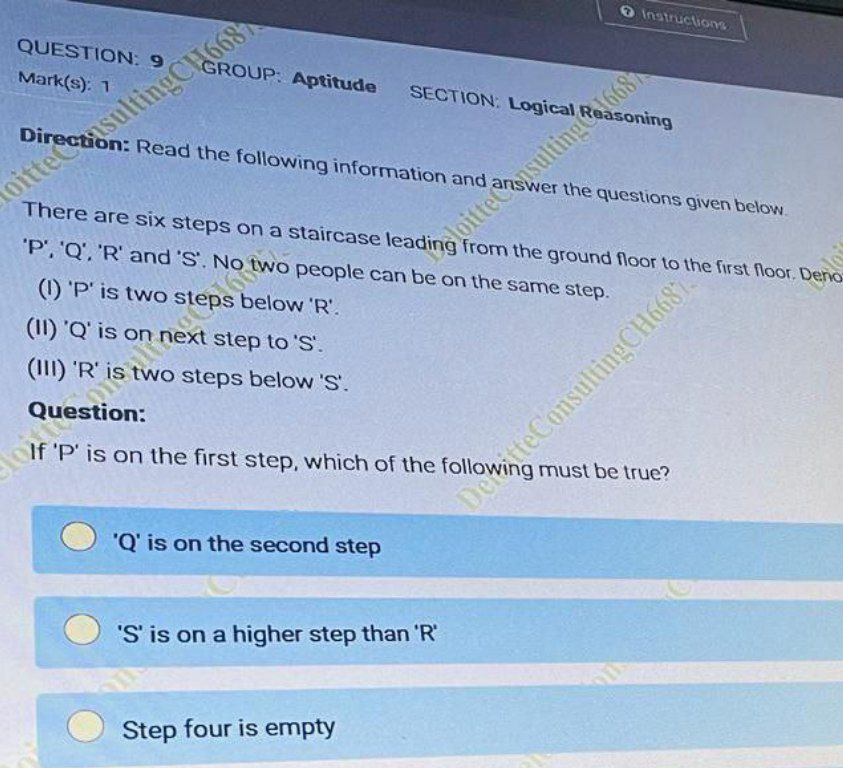 Instructions
QUESTION: 9 GROUP: Aptitude SECTION: Logical Reasoning
Mark(s): 1
Direction: Read the following information and answer the questions given below.
There are six steps on a staircase leading from the ground floor to the first floor. Deno
'P', 'Q', 'R' and 'S'. No two people can be on the same step.
(I) 'P' is two steps below 'R'.
(II) 'Q' is on next step to 'S'.
(III) 'R' is two steps below 'S'.
Question:
If 'P' is on the first step, which of the following must be true?
'Q' is on the second step
'S' is on a higher step than 'R'
Step four is empty
DeloitteConsultingCH6687